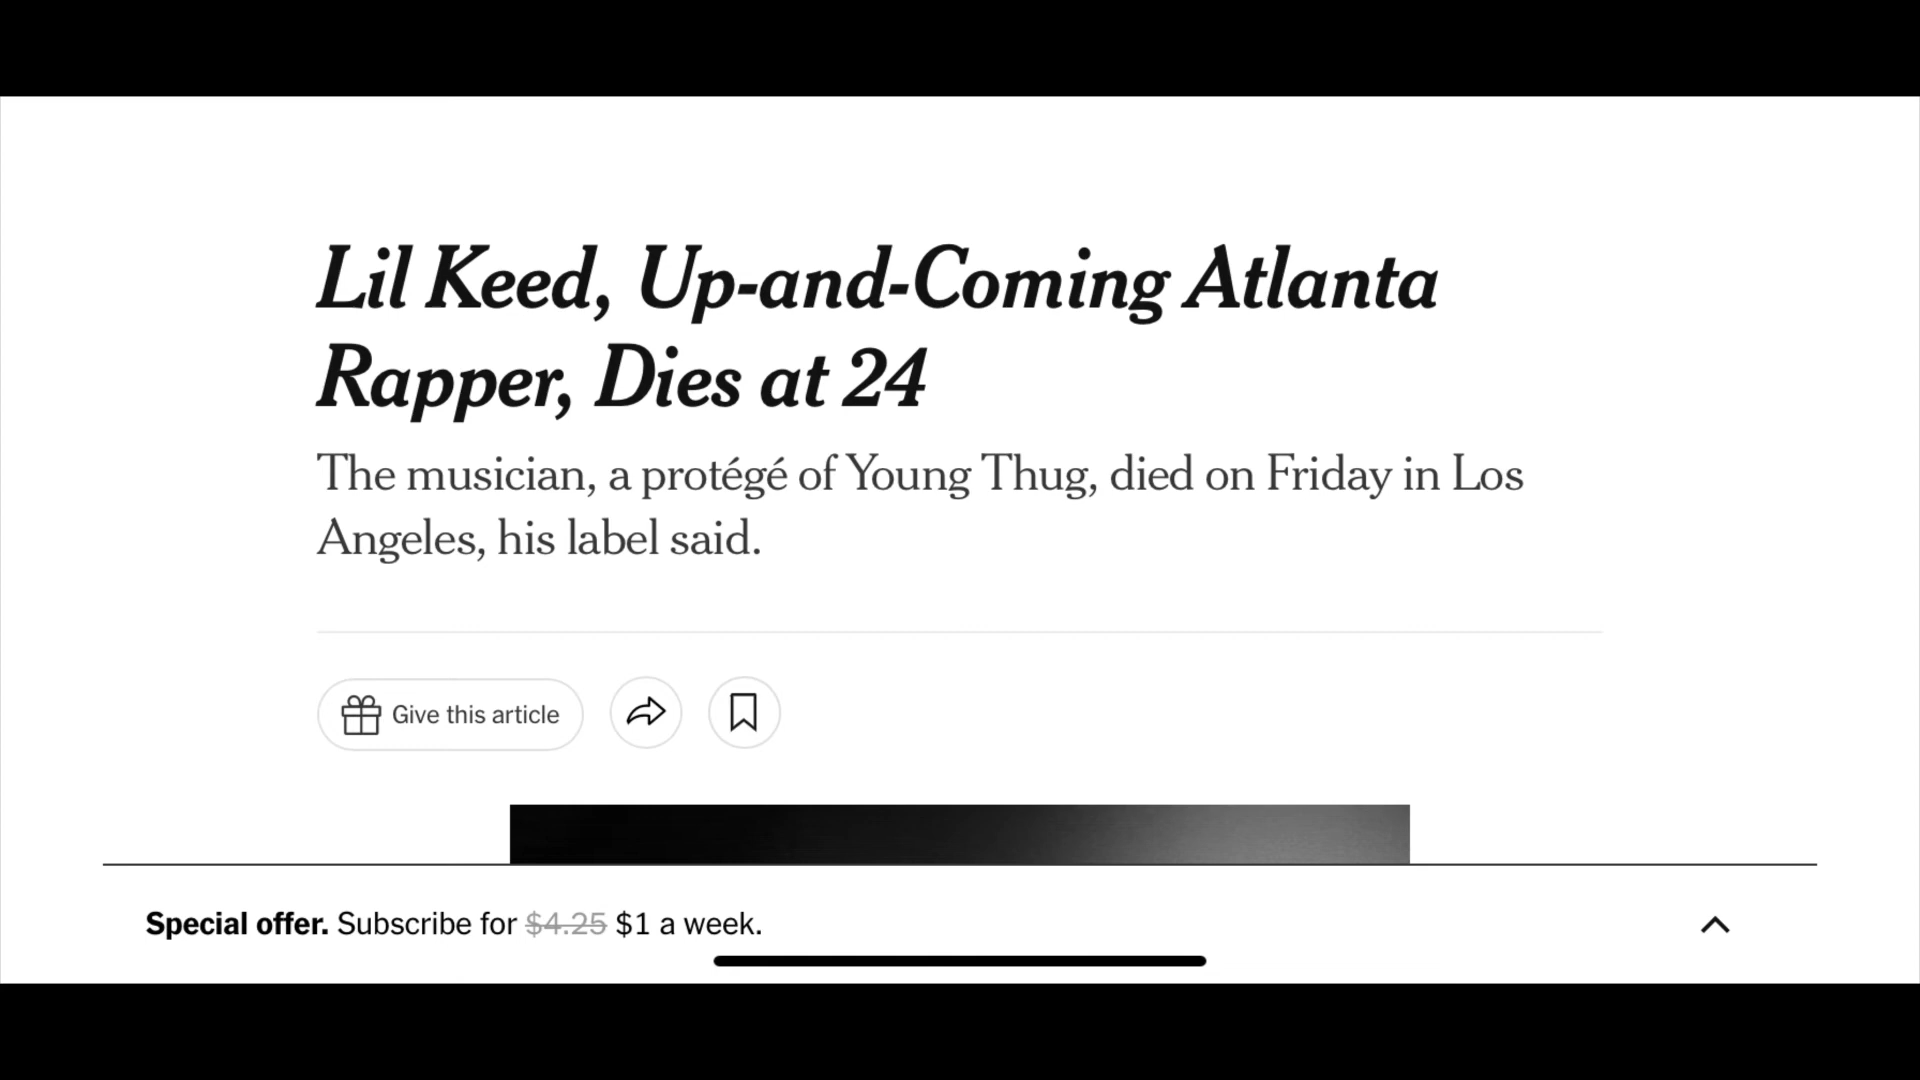 Lil Keed, Up-and-Coming Atlanta
Rapper, Dies at 24
The musician, a protégé of Young Thug, died on Friday in Los
Angeles, his label said.
Give this article
Special offer. Subscribe for $4.25 $1 a week.